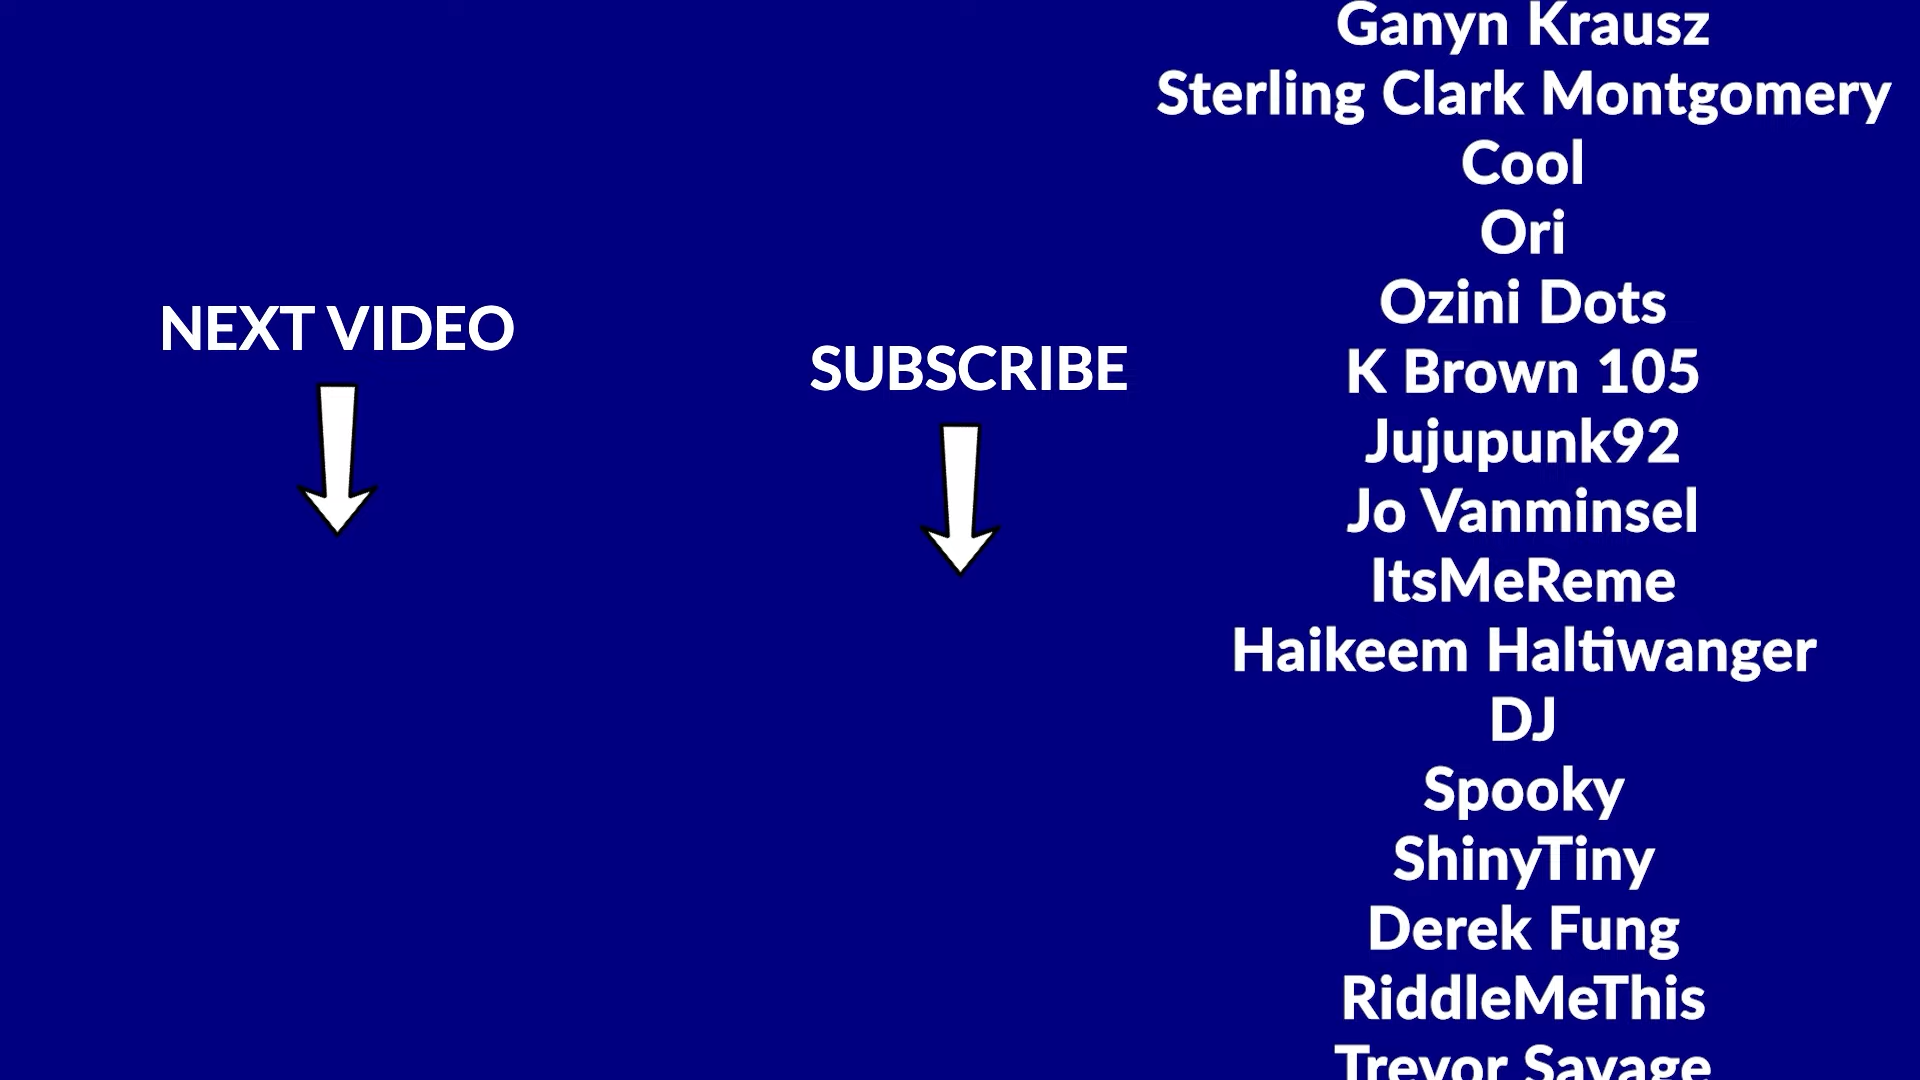 NEXT VIDEO
SUBSCRIBE
Ganyn Krausz
Sterling Clark Montgomery
Cool
Ori
Ozini Dots
K Brown 105
Jujupunk92
Jo Vanminsel
ItsMeReme
Haikeem Haltiwanger
DJ
Spooky
ShinyTiny
Derek Fung
RiddleMeThis
Trevor Savage